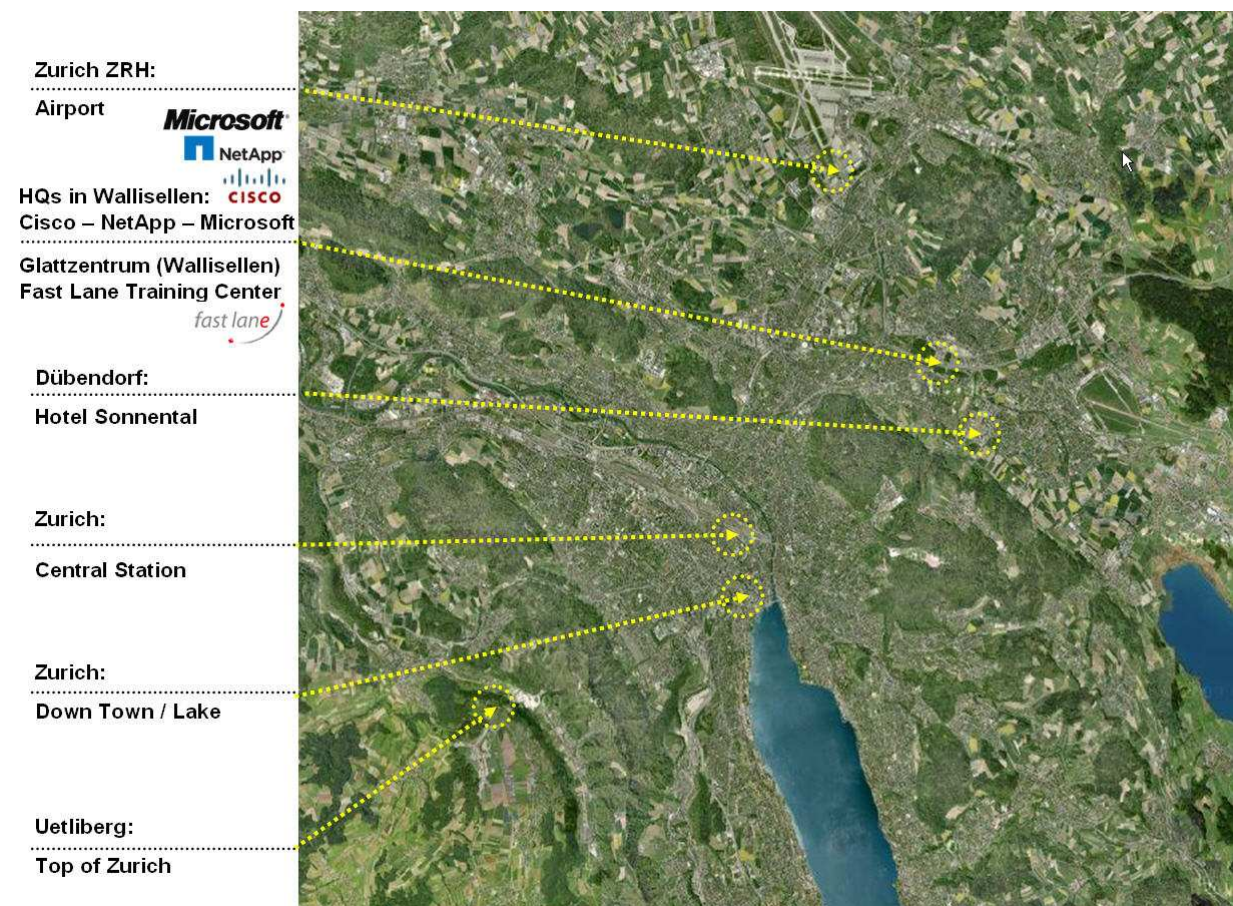 Zurich ZRH:
Airport
Microsoft
NetApp
CISCO
HQs in Wallisellen:
Cisco – NetApp – Microsoft
Glattzentrum (Wallisellen)
Fast Lane Training Center
fast lane
Dübendorf:
Hotel Sonnental
Zurich:
Central Station
Zurich:
Down Town / Lake
Uetliberg:
Top of Zurich